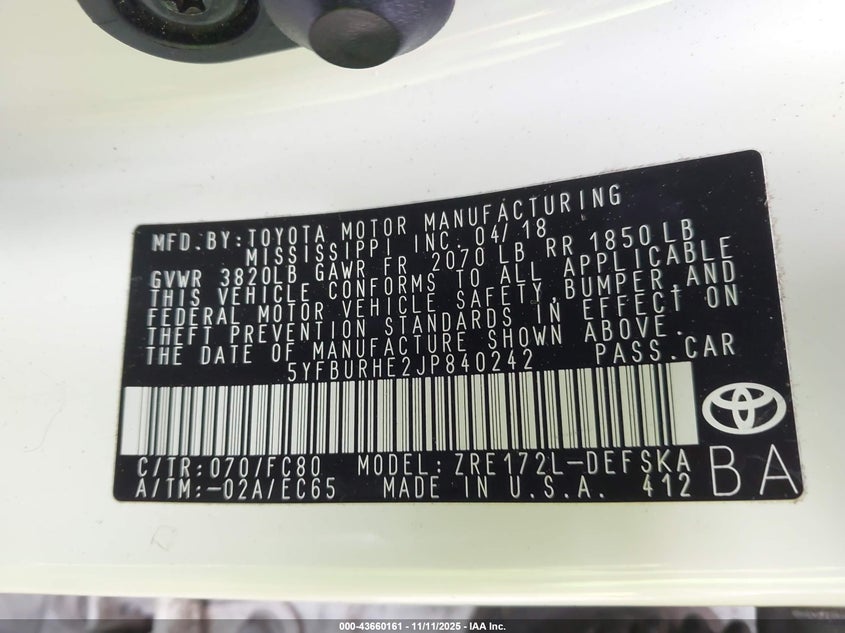 MFD.BY:TOYOTA MOTOR MANUFACTURING
MISSISSIPPI INC. 04/18
GVWR 3820LB GAWR FR 2070 LB RR 1850LB
THIS VEHICLE CONFORMS TO ALL APPLICABLE
FEDERAL MOTOR VEHICLE SAFETY,BUMPER,AND
THEFT PREVENTION STANDARDS IN EFFECT ON
THE DATE OF MANUFACTURE SHOWN ABOVE.
5YFBURHE2JP840242 PASS.CAR
C/TR:070/FC80 MODEL:ZRE172L-DEFSKA
A/TM:-02A/EC65 MADE IN U.S.A. 412
BA
000-43660161 - 11/11/2025 - IAA Inc.